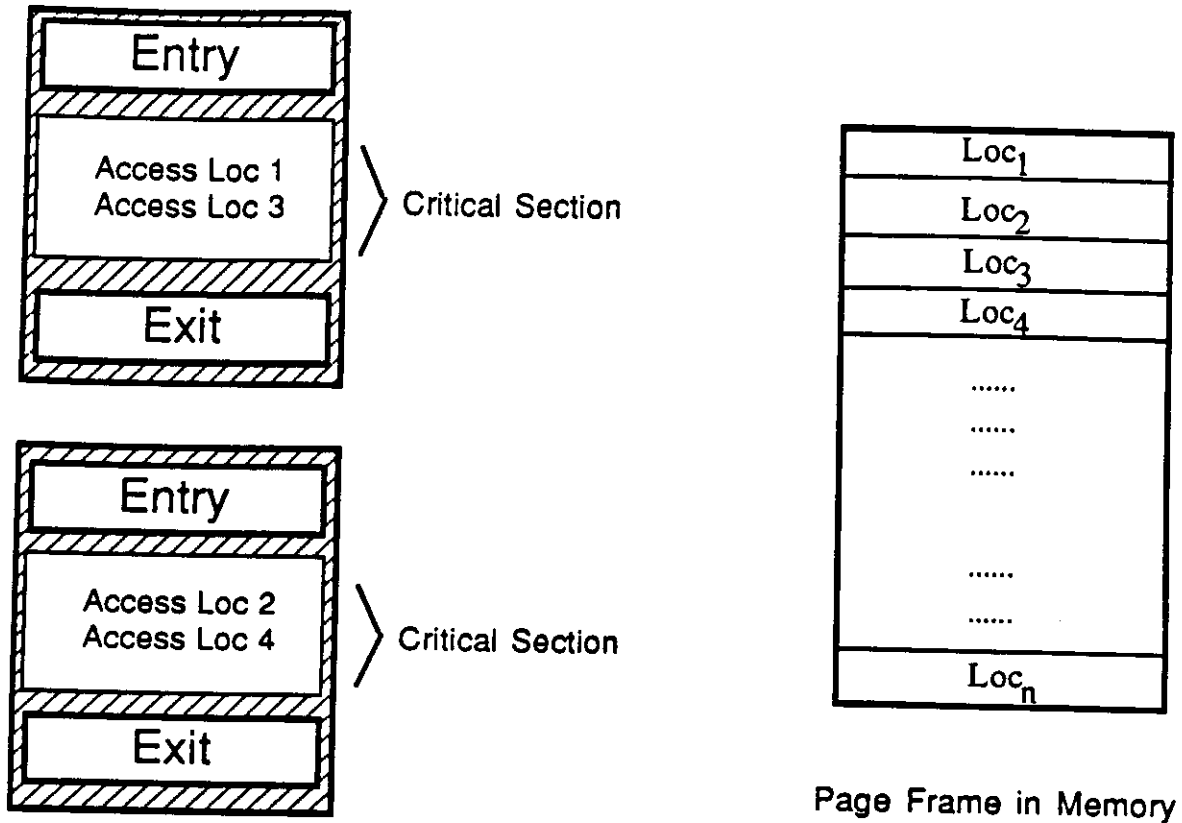 Entry
Access Loc 1
Access Loc 3
Critical Section
Exit
Entry
Access Loc 2
Access Loc 4
Critical Section
Exit
Loc1
Loc2
Loc3
Loc4
......
......
......
......
......
Locn
Page Frame in Memory